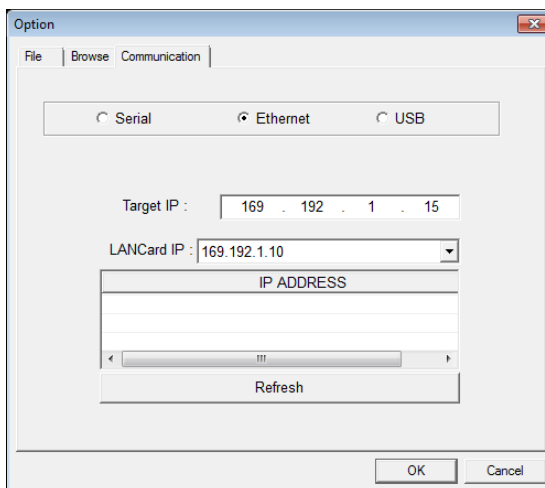 Option
File Browse Communication
Serial Ethernet USB
Target IP : 169 . 192 . 1 . 15
LANCard IP : 169.192.1.10
IP ADDRESS
Refresh
OK Cancel